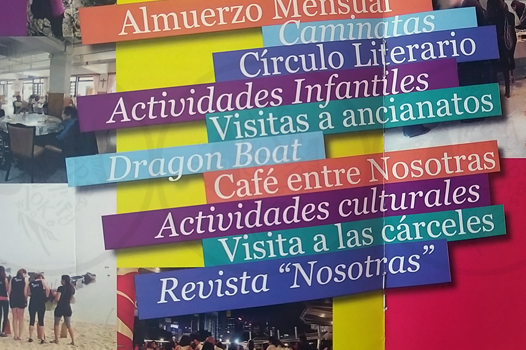 Almuerzo Mensual
Caminatas
Círculo Literario
Actividades Infantiles
Visitas a ancianatos
Dragon Boat
Café entre Nosotras
Actividades culturales
Visita a las cárceles
Revista “Nosotras”